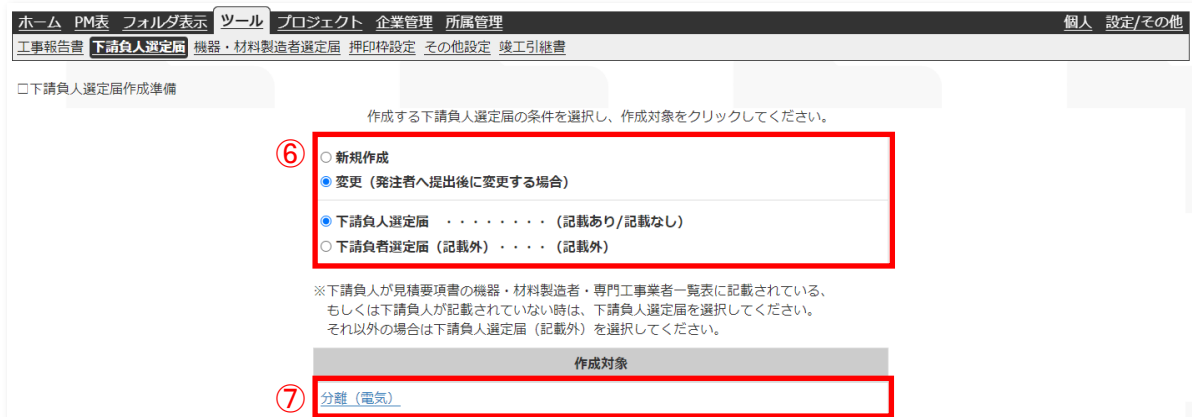 ホーム PM表 フォルダ表示 ツール プロジェクト 企業管理 所属管理 個人 設定/その他
工事報告書 下請負人選定届 機器・材料製造者選定届 押印枠設定 その他設定 竣工引継書
□下請負人選定届作成準備
作成する下請負人選定届の条件を選択し、作成対象をクリックしてください。
⑥
新規作成
変更（発注者へ提出後に変更する場合）
下請負人選定届 ・・・・・・・・（記載あり/記載なし）
下請負者選定届（記載外）・・・・（記載外）
※下請負人が見積要項書の機器・材料製造者・専門工事業者一覧表に記載されている、
もしくは下請負人が記載されていない時は、下請負人選定届を選択してください。
それ以外の場合は下請負人選定届（記載外）を選択してください。
作成対象
⑦ 分離（電気）